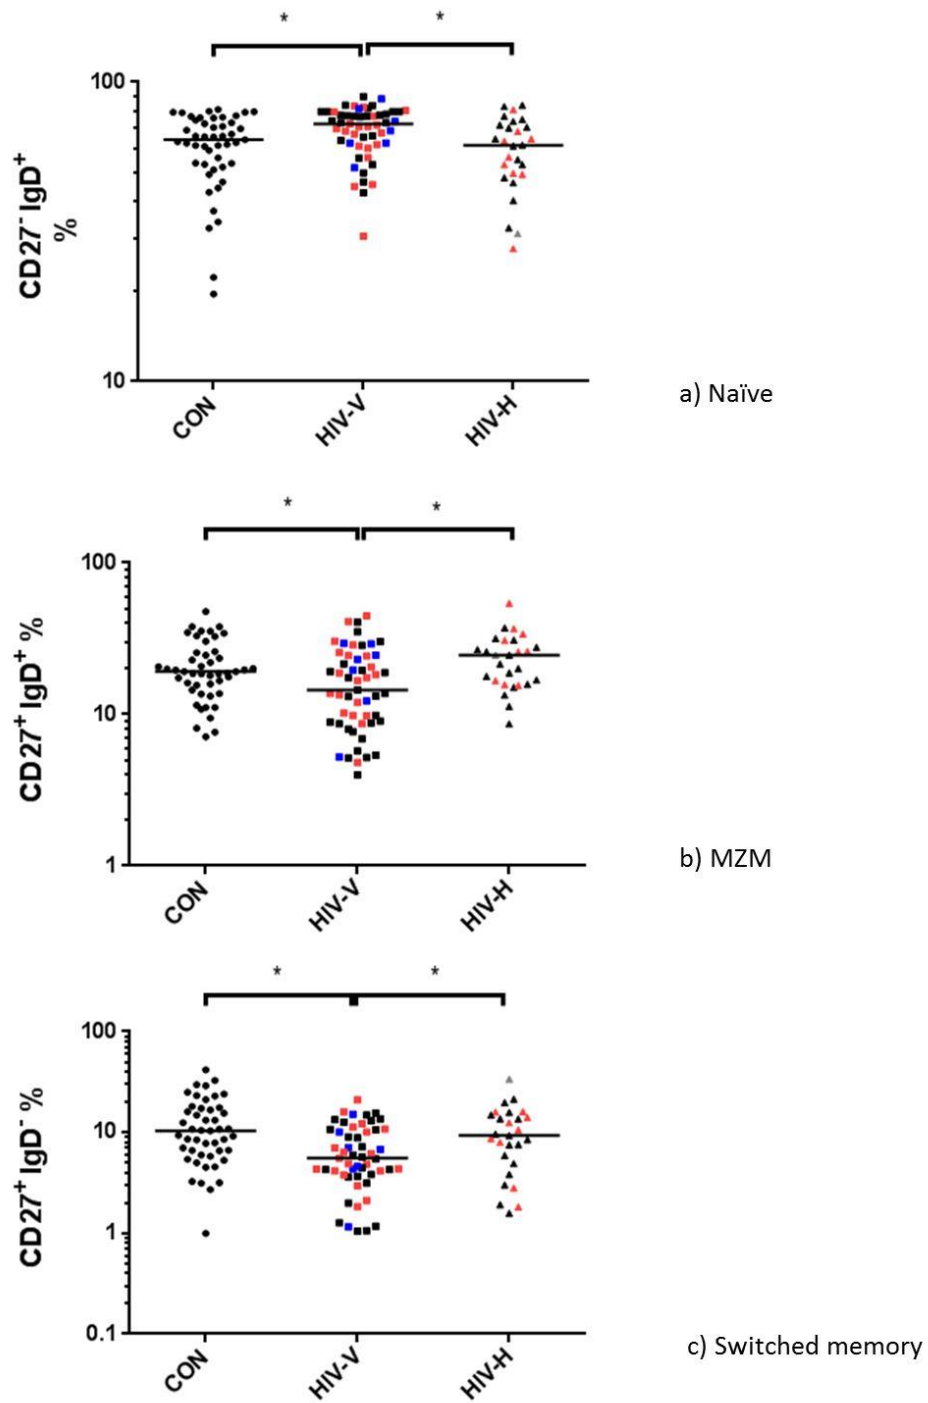 * *
100
10
CD27⁻ IgD⁺
%
CON HIV-V HIV-H
a) Naïve
* *
100
10
1
CD27⁺ IgD⁺ %
CON HIV-V HIV-H
b) MZM
* *
100
10
1
0.1
CD27⁺ IgD⁻ %
CON HIV-V HIV-H
c) Switched memory